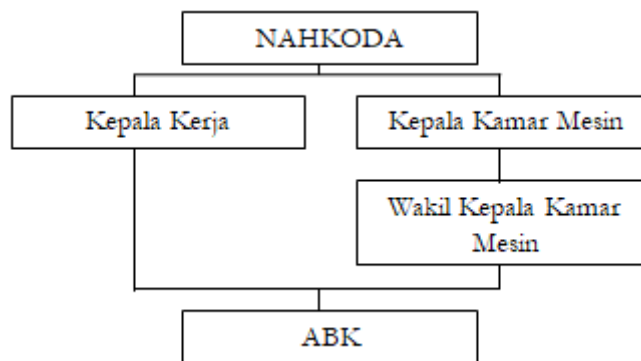 NAHKODA
Kepala Kerja
Kepala Kamar Mesin
Wakil Kepala Kamar
Mesin
ABK